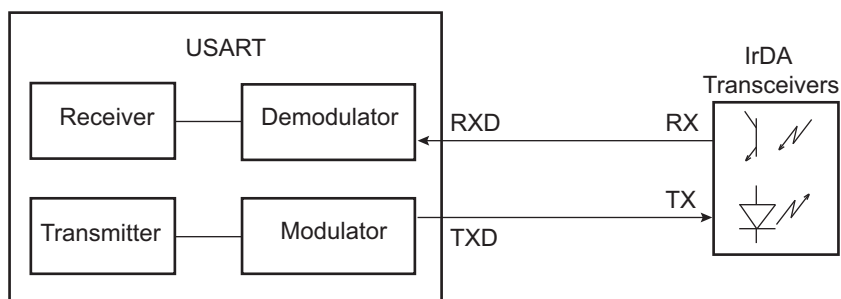 USART
IrDA
Transceivers
Receiver
Demodulator
RXD
RX
Transmitter
Modulator
TXD
TX